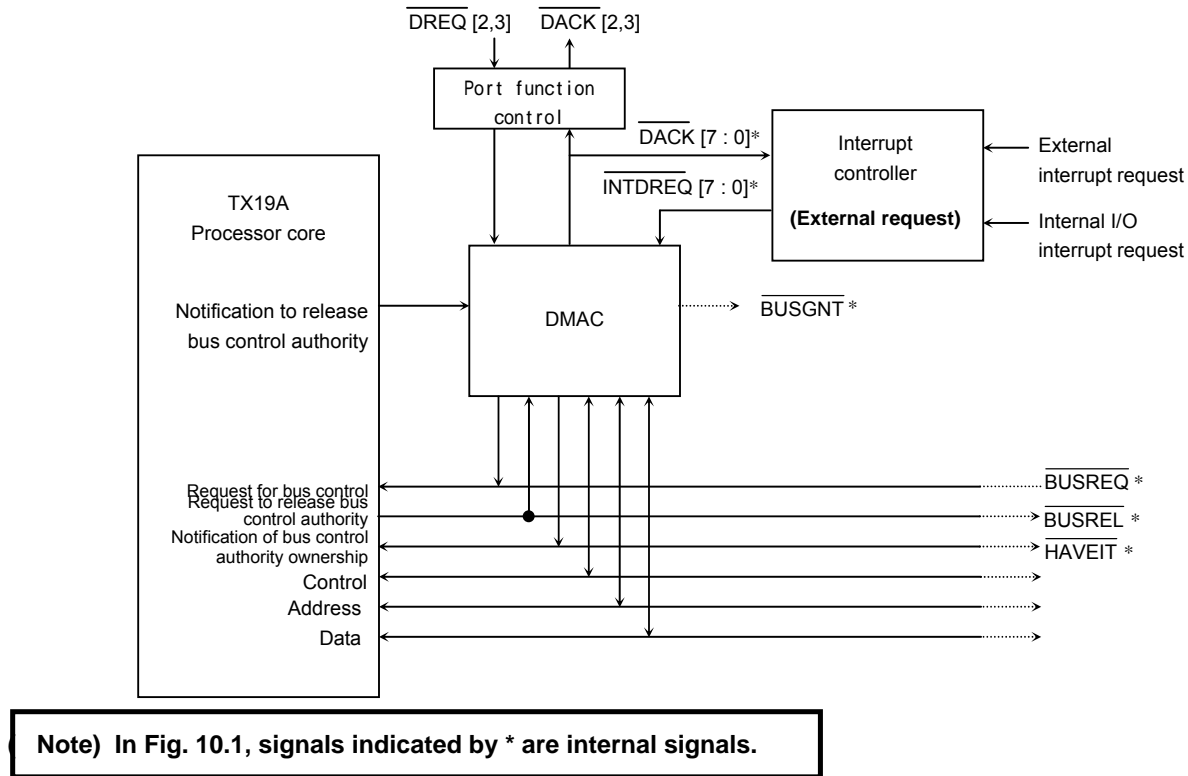 DREQ [2,3] DACK [2,3]
Port function
control
DACK [7 : 0]*
INTDREQ [7 : 0]*
Interrupt
controller
(External request)
External
interrupt request
Internal I/O
interrupt request
TX19A
Processor core
Notification to release
bus control authority
DMAC
BUSGNT *
Request for bus control
Request to release bus
control authority
Notification of bus control
authority ownership
Control
Address
Data
BUSREQ *
BUSREL *
HAVEIT *
( Note) In Fig. 10.1, signals indicated by * are internal signals.